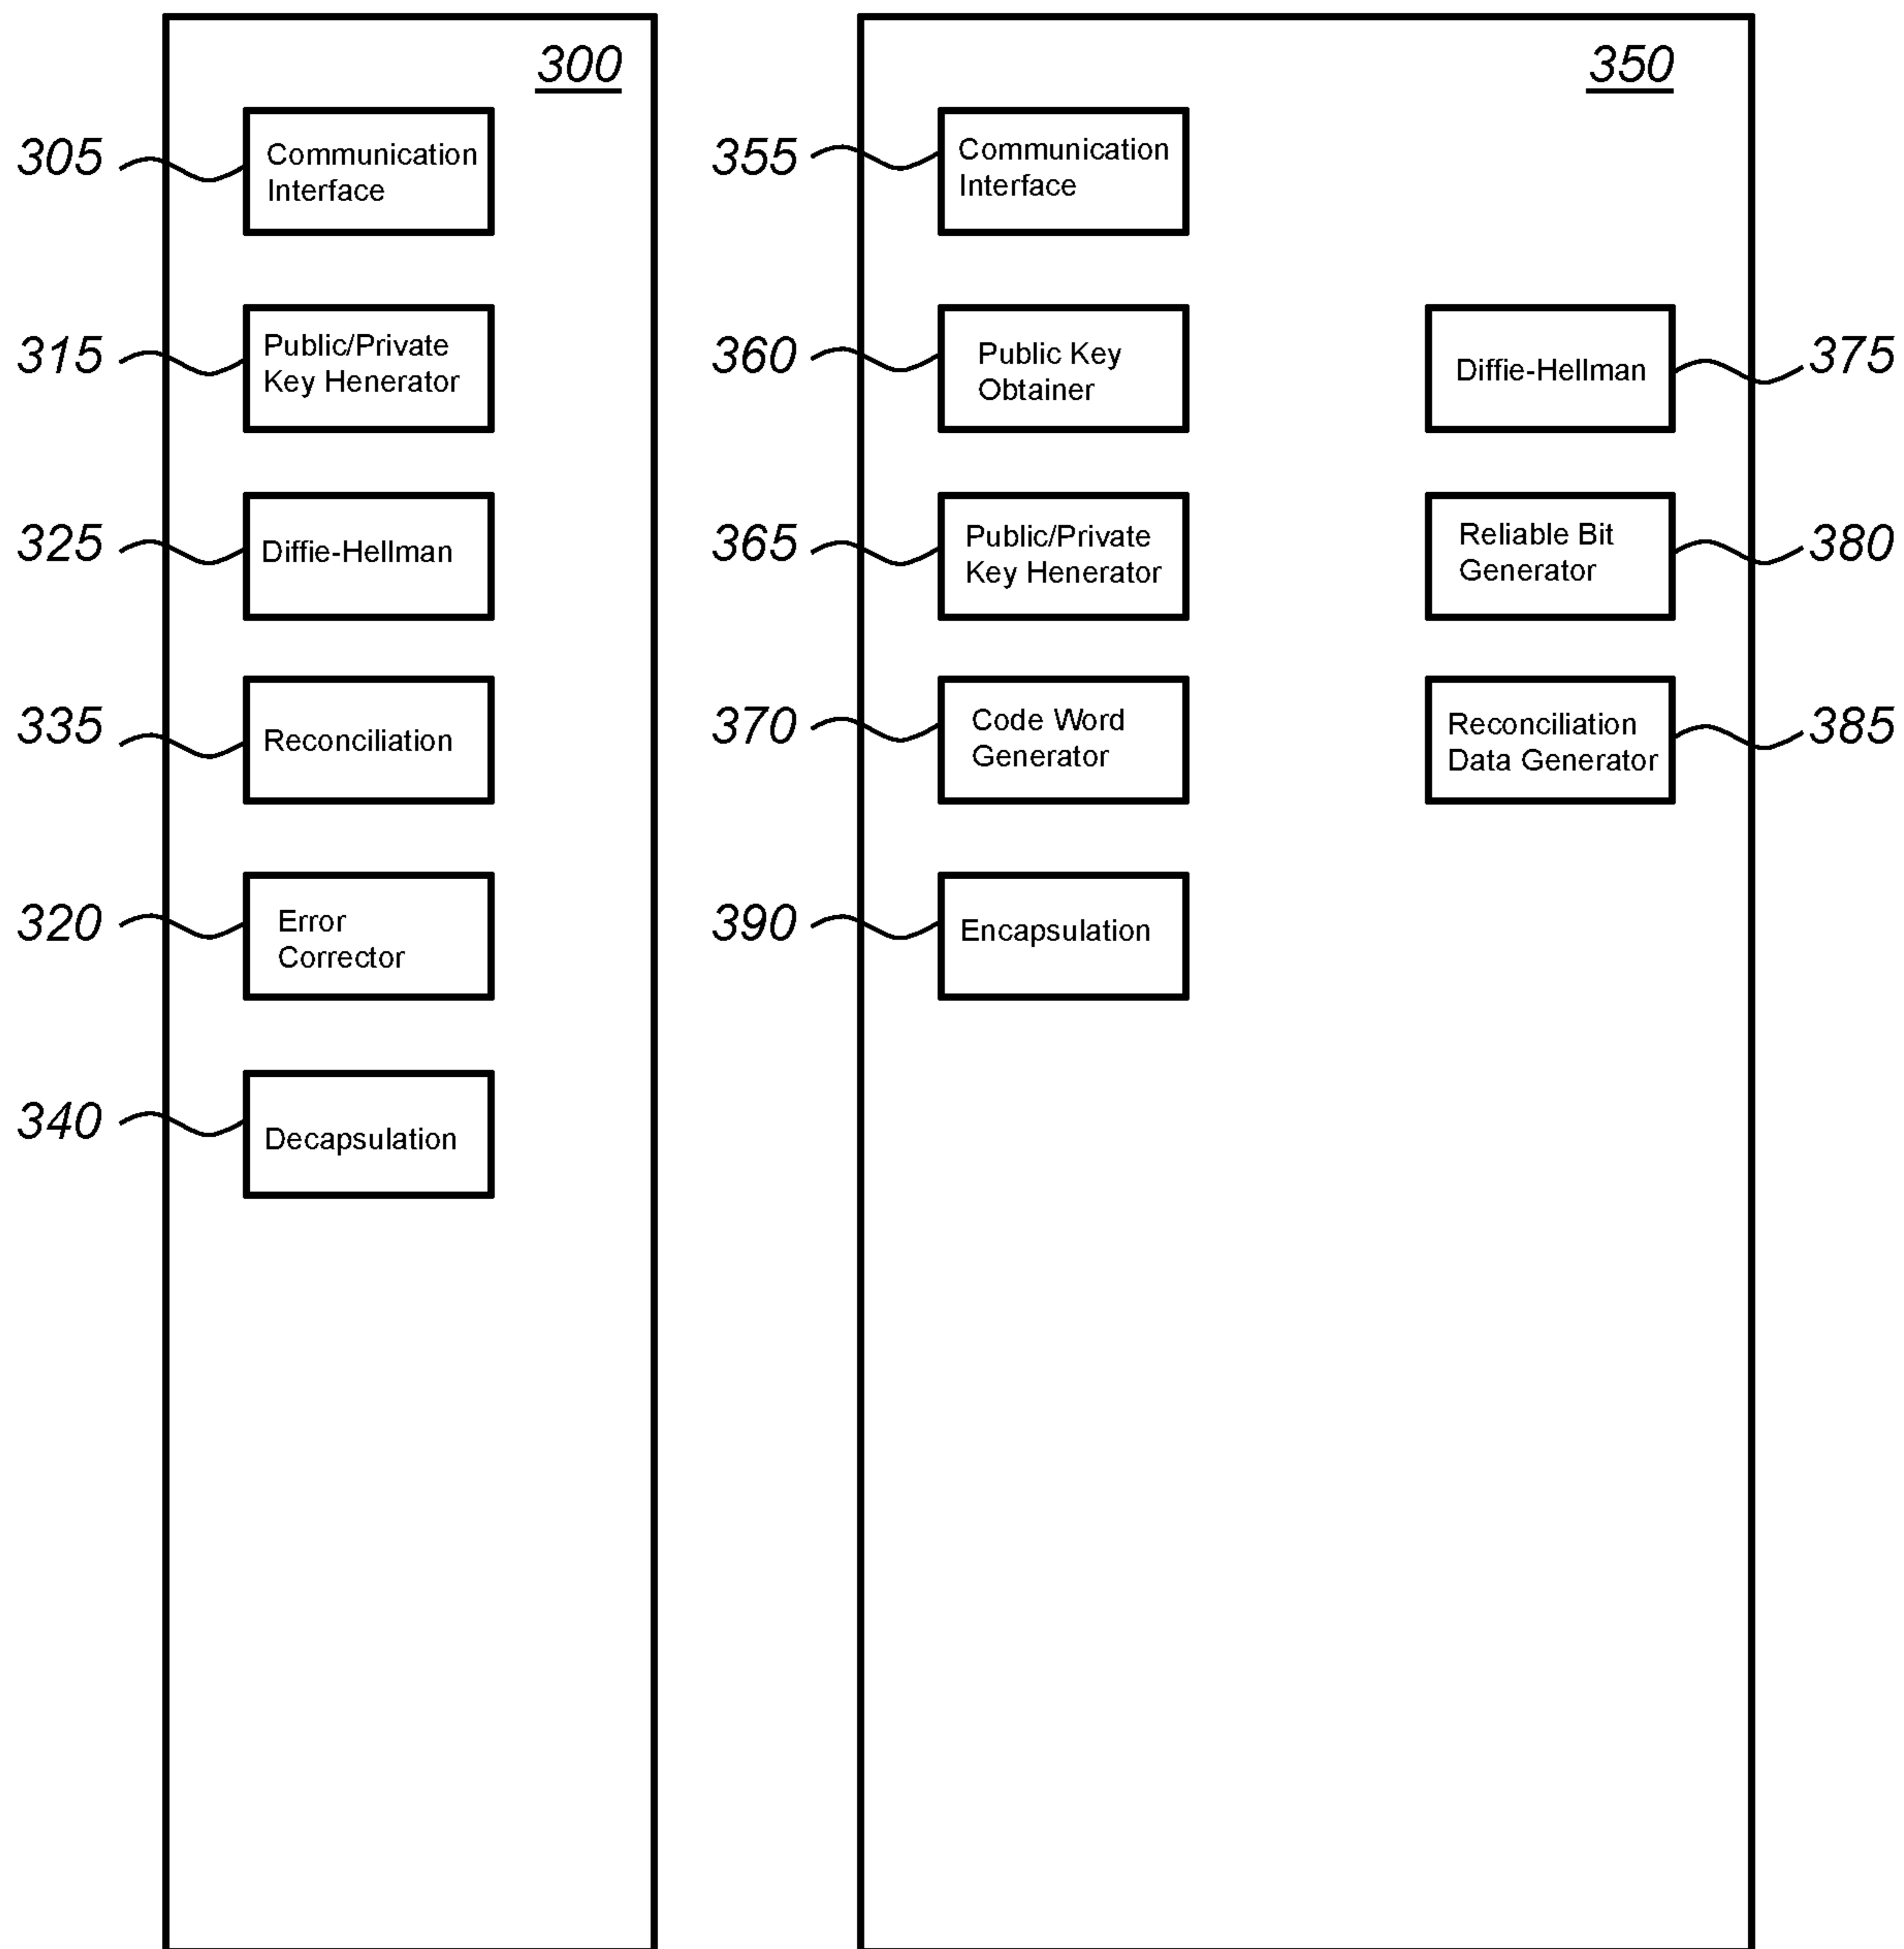 300
305
Communication
Interface
315
Public/Private
Key Henerator
325
Diffie-Hellman
335
Reconciliation
320
Error
Corrector
340
Decapsulation
350
355
Communication
Interface
360
Public Key
Obtainer
365
Public/Private
Key Henerator
370
Code Word
Generator
390
Encapsulation
Diffie-Hellman
375
Reliable Bit
Generator
380
Reconciliation
Data Generator
385